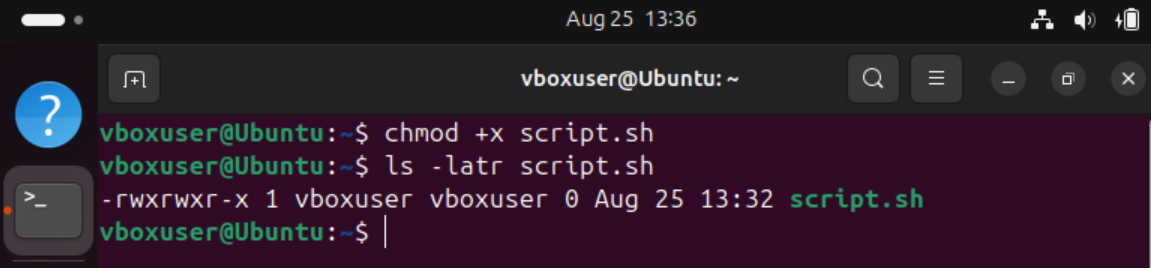 Aug 25 13:36
vboxuser@Ubuntu: ~
vboxuser@Ubuntu:~$ chmod +x script.sh
vboxuser@Ubuntu:~$ ls -latr script.sh
-rwxrwxr-x 1 vboxuser vboxuser 0 Aug 25 13:32 script.sh
vboxuser@Ubuntu:~$